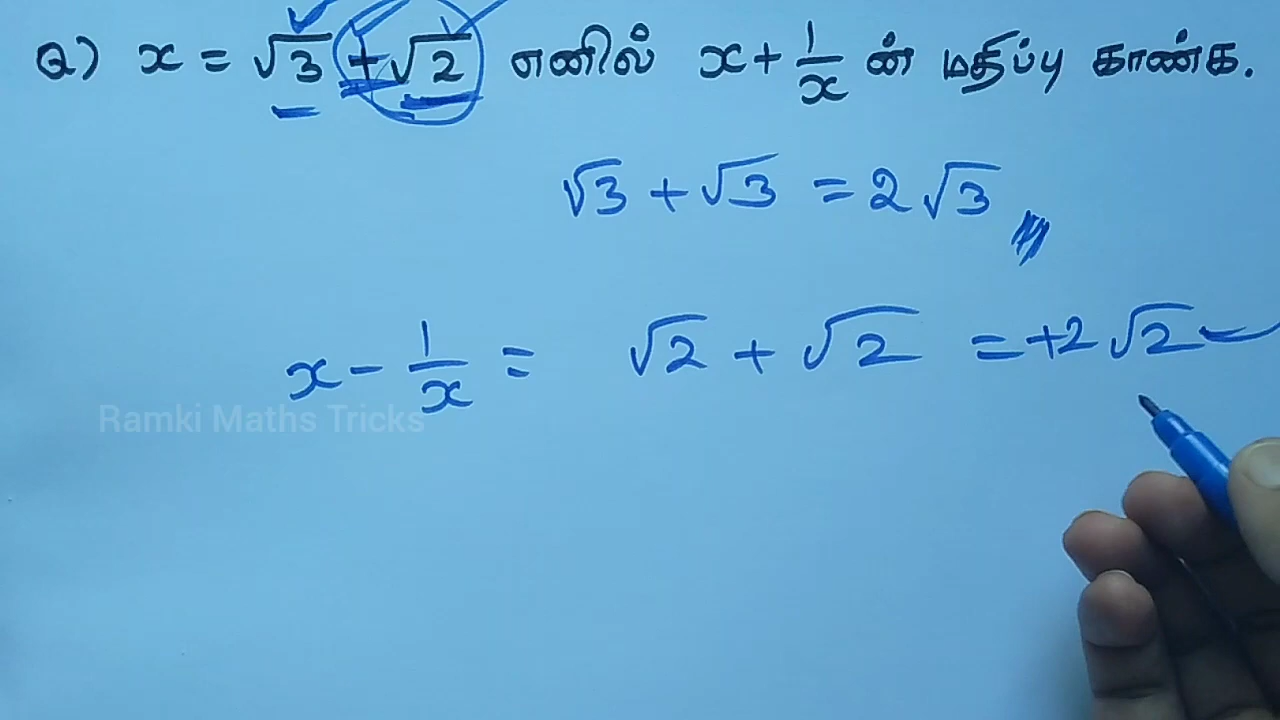 Q) x = √3 + √2 எனில் x + 1/x ன் மதிப்பு காண்க.
√3 + √3 = 2√3
x - 1/x = √2 + √2 = +2√2
Ramki Maths Tricks